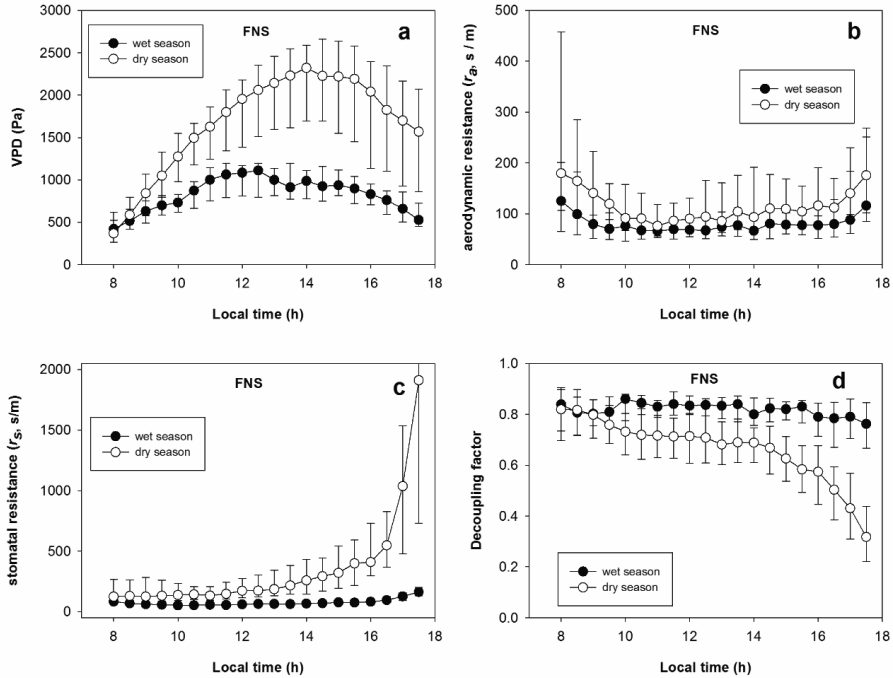 FNS
a
wet season
dry season
3000
2500
2000
1500
1000
500
0
VPD (Pa)
8
10
12
14
16
18
Local time (h)
FNS
b
wet season
dry season
500
400
300
200
100
0
aerodynamic resistance (ra, s / m)
8
10
12
14
16
18
Local time (h)
FNS
c
wet season
dry season
2000
1500
1000
500
0
stomatal resistance (rs, s/m)
8
10
12
14
16
18
Local time (h)
FNS
d
wet season
dry season
1.0
0.8
0.6
0.4
0.2
0.0
Decoupling factor
8
10
12
14
16
18
Local time (h)